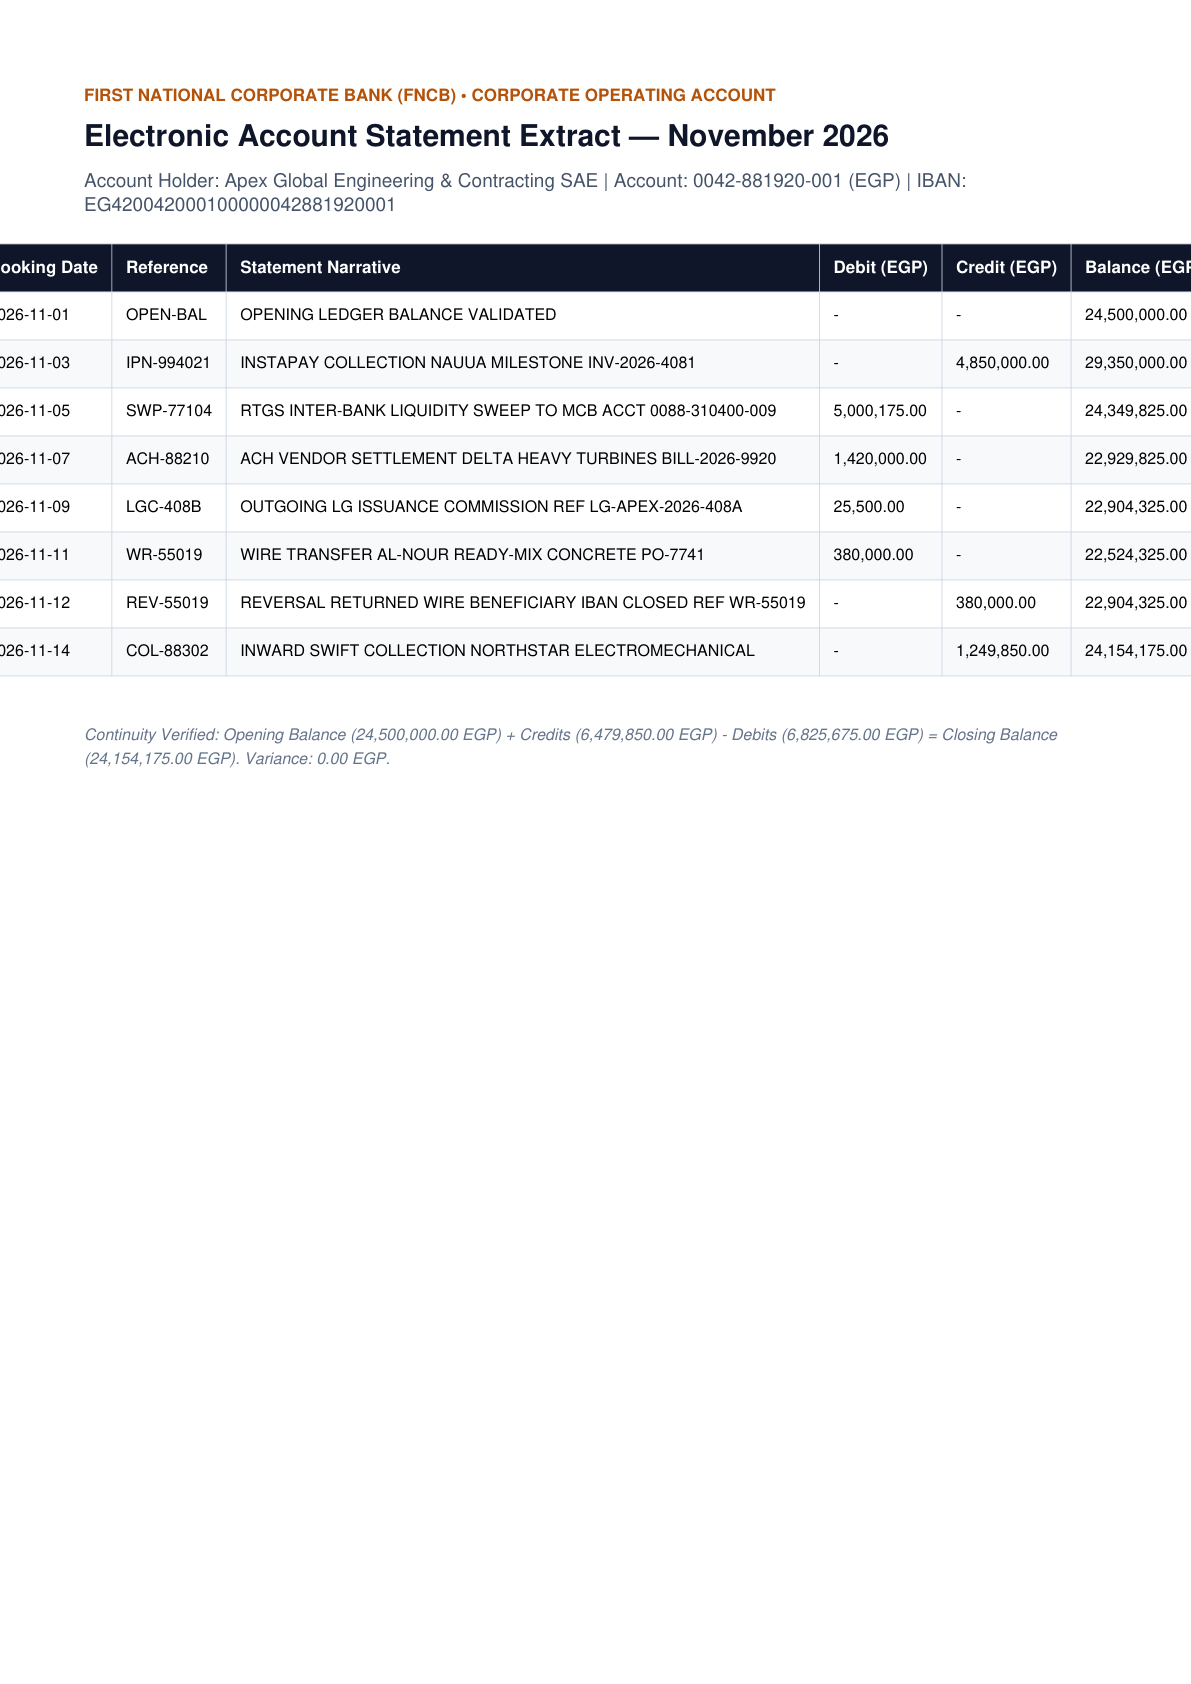 FIRST NATIONAL CORPORATE BANK (FNCB) • CORPORATE OPERATING ACCOUNT
Electronic Account Statement Extract — November 2026
Account Holder: Apex Global Engineering & Contracting SAE | Account: 0042-881920-001 (EGP) | IBAN:
EG420042000100000042881920001
ooking Date Reference Statement Narrative Debit (EGP) Credit (EGP) Balance (EGP
026-11-01 OPEN-BAL OPENING LEDGER BALANCE VALIDATED - - 24,500,000.00
026-11-03 IPN-994021 INSTAPAY COLLECTION NAUUA MILESTONE INV-2026-4081 - 4,850,000.00 29,350,000.00
026-11-05 SWP-77104 RTGS INTER-BANK LIQUIDITY SWEEP TO MCB ACCT 0088-310400-009 5,000,175.00 - 24,349,825.00
026-11-07 ACH-88210 ACH VENDOR SETTLEMENT DELTA HEAVY TURBINES BILL-2026-9920 1,420,000.00 - 22,929,825.00
026-11-09 LGC-408B OUTGOING LG ISSUANCE COMMISSION REF LG-APEX-2026-408A 25,500.00 - 22,904,325.00
026-11-11 WR-55019 WIRE TRANSFER AL-NOUR READY-MIX CONCRETE PO-7741 380,000.00 - 22,524,325.00
026-11-12 REV-55019 REVERSAL RETURNED WIRE BENEFICIARY IBAN CLOSED REF WR-55019 - 380,000.00 22,904,325.00
026-11-14 COL-88302 INWARD SWIFT COLLECTION NORTHSTAR ELECTROMECHANICAL - 1,249,850.00 24,154,175.00
Continuity Verified: Opening Balance (24,500,000.00 EGP) + Credits (6,479,850.00 EGP) - Debits (6,825,675.00 EGP) = Closing Balance
(24,154,175.00 EGP). Variance: 0.00 EGP.